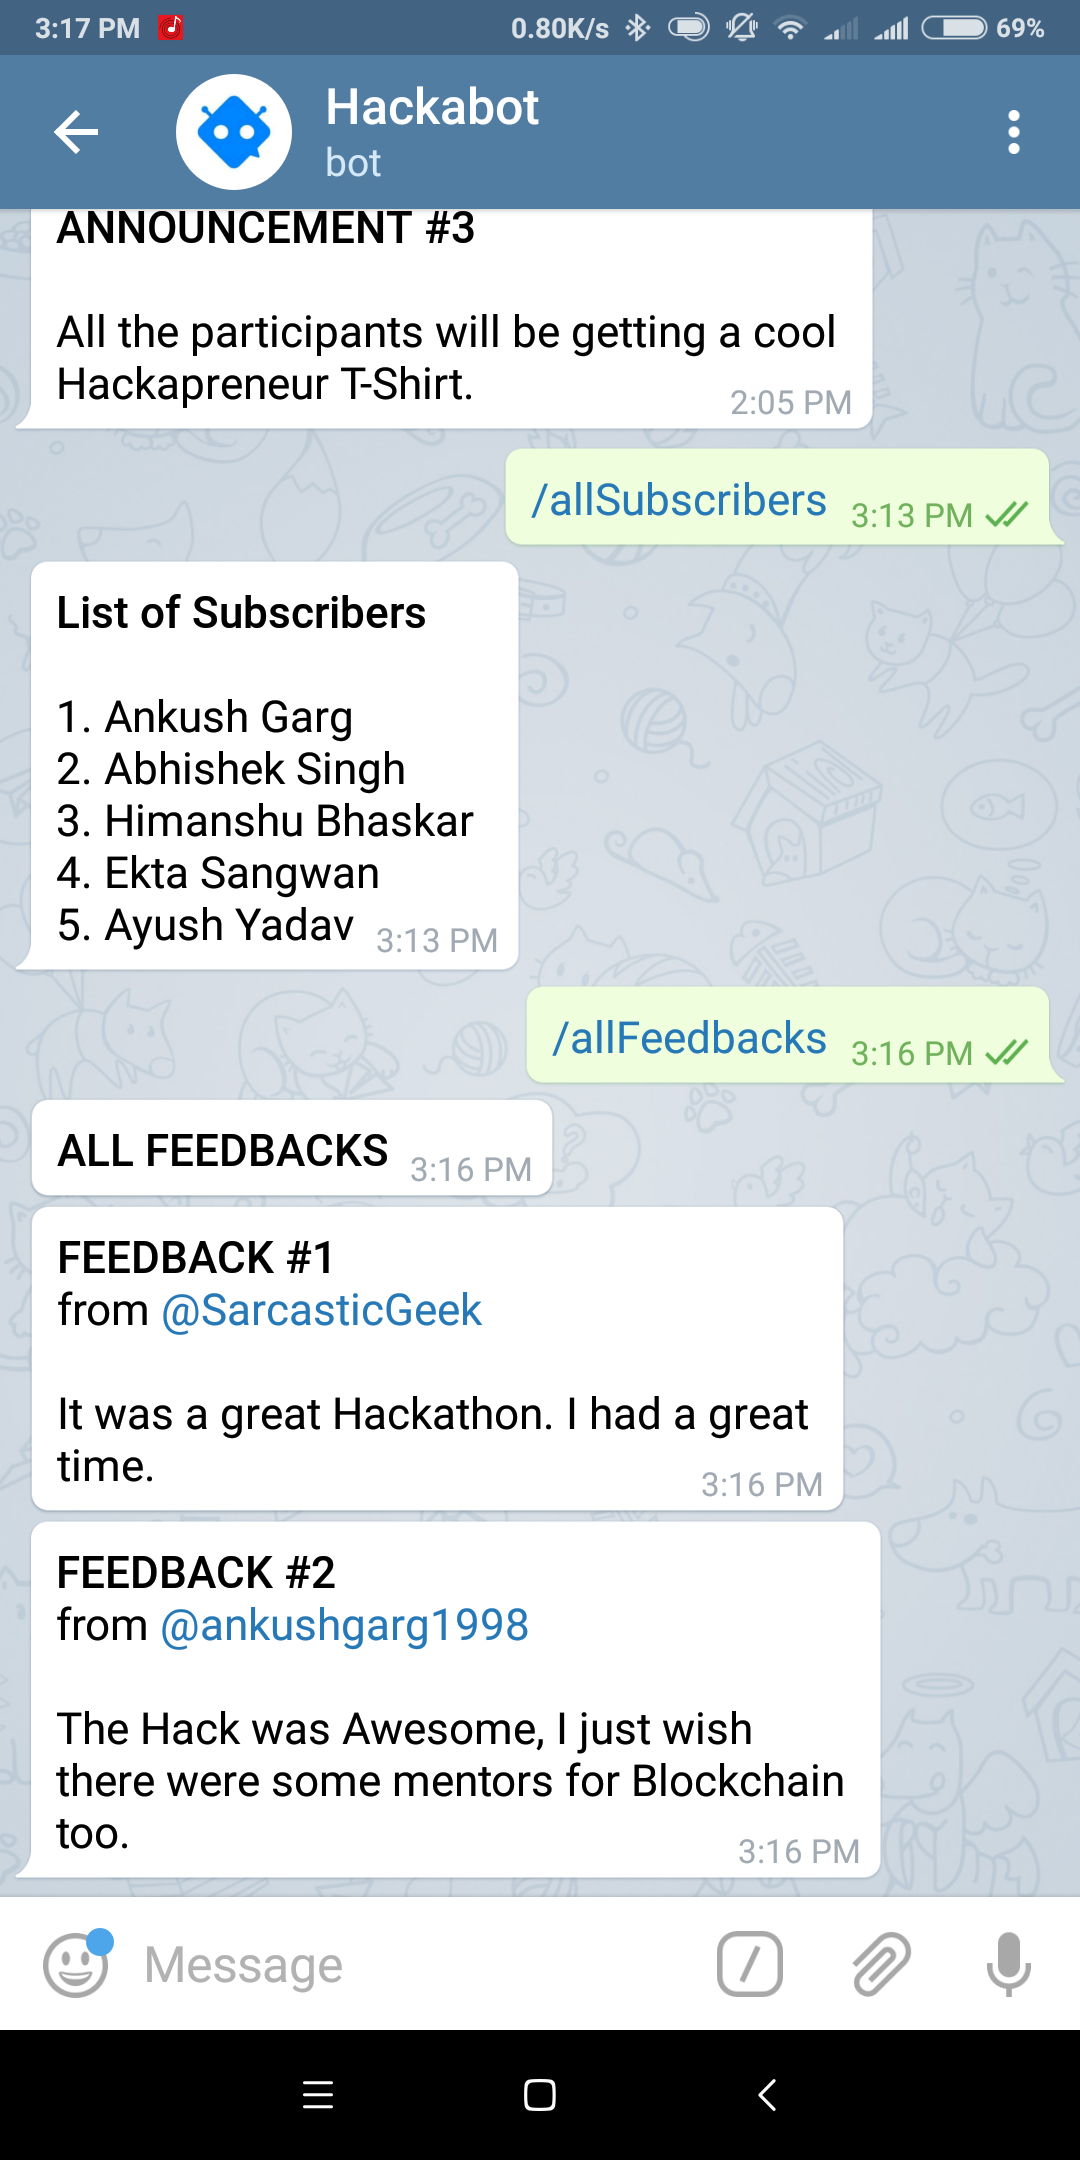 3:17 PM 0.80K/s 69%
Hackabot
bot
ANNOUNCEMENT #3
All the participants will be getting a cool
Hackapreneur T-Shirt.
2:05 PM
/allSubscribers 3:13 PM
List of Subscribers
1. Ankush Garg
2. Abhishek Singh
3. Himanshu Bhaskar
4. Ekta Sangwan
5. Ayush Yadav 3:13 PM
/allFeedbacks 3:16 PM
ALL FEEDBACKS 3:16 PM
FEEDBACK #1
from @SarcasticGeek
It was a great Hackathon. I had a great
time.
3:16 PM
FEEDBACK #2
from @ankushgarg1998
The Hack was Awesome, I just wish
there were some mentors for Blockchain
too.
3:16 PM
Message